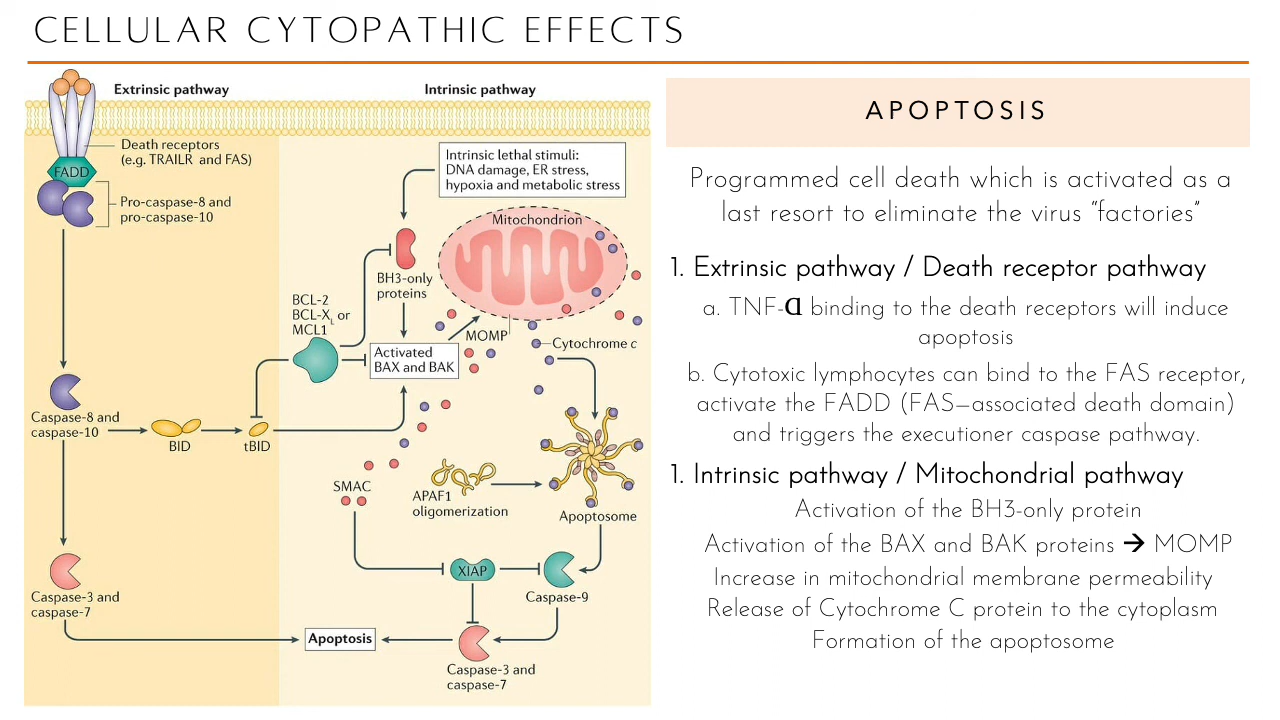 CELLULAR CYTOPATHIC EFFECTS
Extrinsic pathway
Intrinsic pathway
Death receptors
(e.g. TRAILR and FAS)
FADD
Pro-caspase-8 and
pro-caspase-10
Intrinsic lethal stimuli:
DNA damage, ER stress,
hypoxia and metabolic stress
Mitochondrion
BH3-only
proteins
BCL-2
BCL-XL or
MCL1
MOMP
Cytochrome c
Activated
BAX and BAK
Caspase-8 and
caspase-10
BID
tBID
SMAC
APAF1
oligomerization
Apoptosome
XIAP
Caspase-9
Caspase-3 and
caspase-7
Apoptosis
Caspase-3 and
caspase-7
APOPTOSIS
Programmed cell death which is activated as a
last resort to eliminate the virus “factories”
1. Extrinsic pathway / Death receptor pathway
a. TNF-ɑ binding to the death receptors will induce
apoptosis
b. Cytotoxic lymphocytes can bind to the FAS receptor,
activate the FADD (FAS–associated death domain)
and triggers the executioner caspase pathway.
1. Intrinsic pathway / Mitochondrial pathway
Activation of the BH3-only protein
Activation of the BAX and BAK proteins → MOMP
Increase in mitochondrial membrane permeability
Release of Cytochrome C protein to the cytoplasm
Formation of the apoptosome